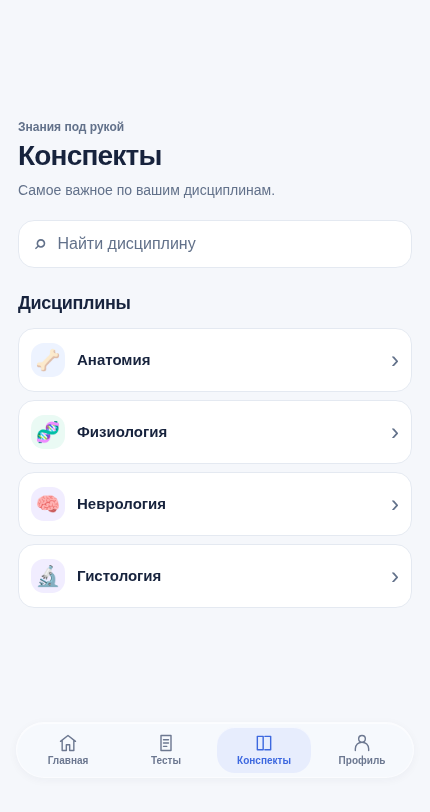 Знания под рукой
Конспекты
Самое важное по вашим дисциплинам.
Найти дисциплину
Дисциплины
Анатомия
Физиология
Неврология
Гистология
Главная
Тесты
Конспекты
Профиль